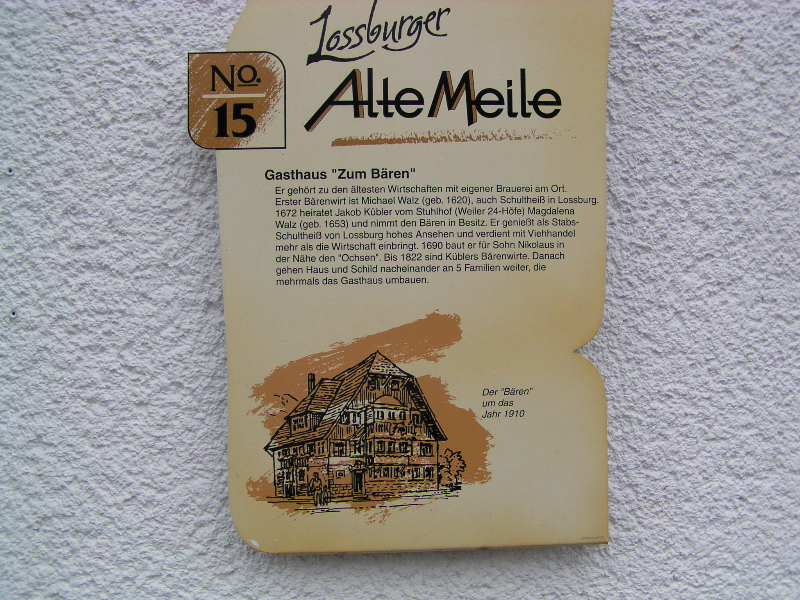 Lossburger
Alte Meile
No.
15
Gasthaus "Zum Bären"
Er gehört zu den ältesten Wirtschaften mit eigener Brauerei am Ort.
Erster Bärenwirt ist Michael Walz (geb. 1620), auch Schultheiß in Lossburg.
1672 heiratet Jakob Kübler vom Stuhlhof (Weiler 24-Höfe) Magdalena
Walz (geb. 1653) und nimmt den Bären in Besitz. Er genießt als Stabs-
Schultheiß von Lossburg hohes Ansehen und verdient mit Viehhandel
mehr als die Wirtschaft einbringt. 1690 baut er für Sohn Nikolaus in
der Nähe den "Ochsen". Bis 1822 sind Küblers Bärenwirte. Danach
gehen Haus und Schild nacheinander an 5 Familien weiter, die
mehrmals das Gasthaus umbauen.
Der "Bären"
um das
Jahr 1910